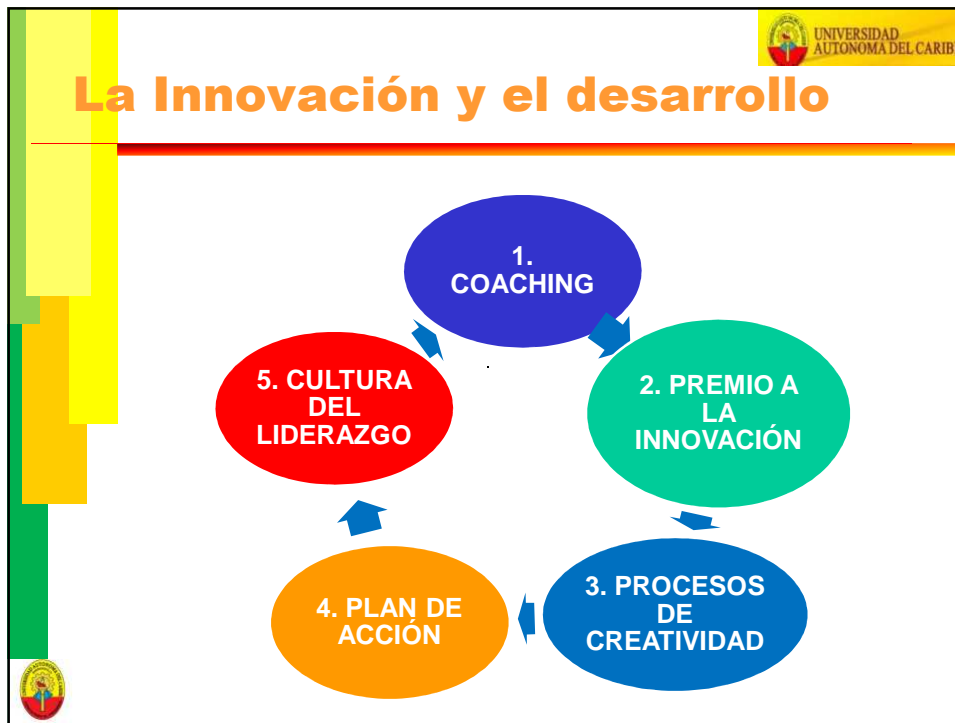 UNIVERSIDAD
AUTONOMA DEL CARIB
La Innovación y el desarrollo
1.
COACHING
2. PREMIO A
LA
INNOVACIÓN
3. PROCESOS
DE
CREATIVIDAD
4. PLAN DE
ACCIÓN
5. CULTURA
DEL
LIDERAZGO